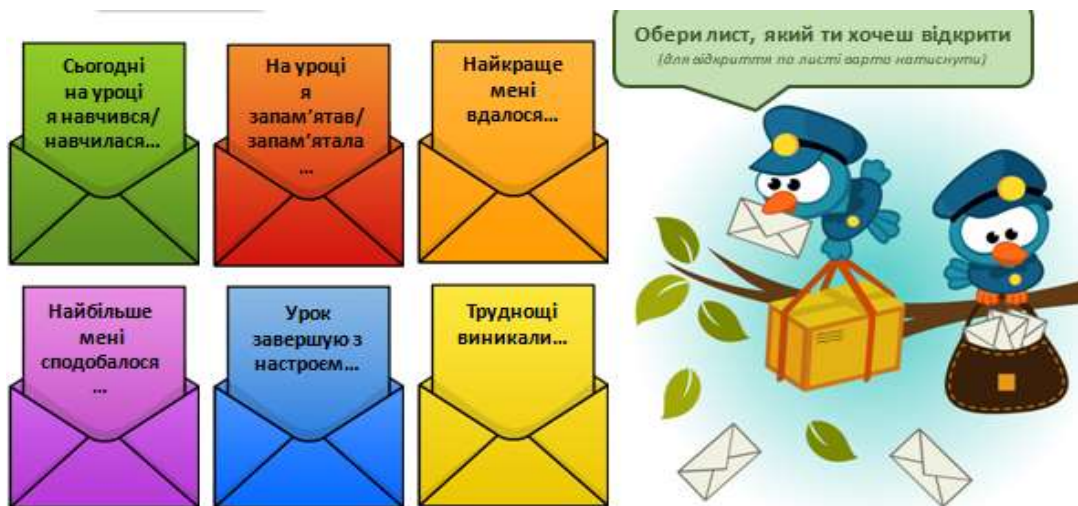 Сьогодні
на уроці
я навчився/
навчилася...
На уроці
я
запам'ятав/
запам'ятала
...
Найкраще
мені
вдалося...
Обери лист, який ти хочеш відкрити
(для відкриття по листі варто натиснути)
Найбільше
мені
сподобалося
...
Урок
завершую з
настроєм...
Труднощі
виникали...